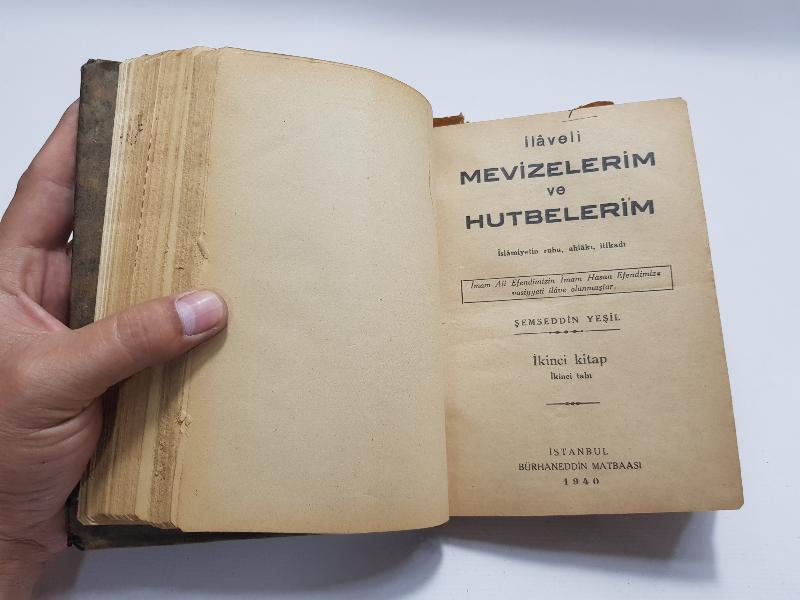 İlâveli
MEVİZELERİM
ve
HUTBELERİM
İslâmiyetin ruhu, ahlâkı, itikadı
İmam Ali Efendimizin İmam Hasan Efendimize
vasiyyeti ilâve olunmuştur.
ŞEMSEDDİN YEŞİL
İkinci kitap
İkinci tabı
İSTANBUL
BÜRHANEDDİN MATBAASI
1940